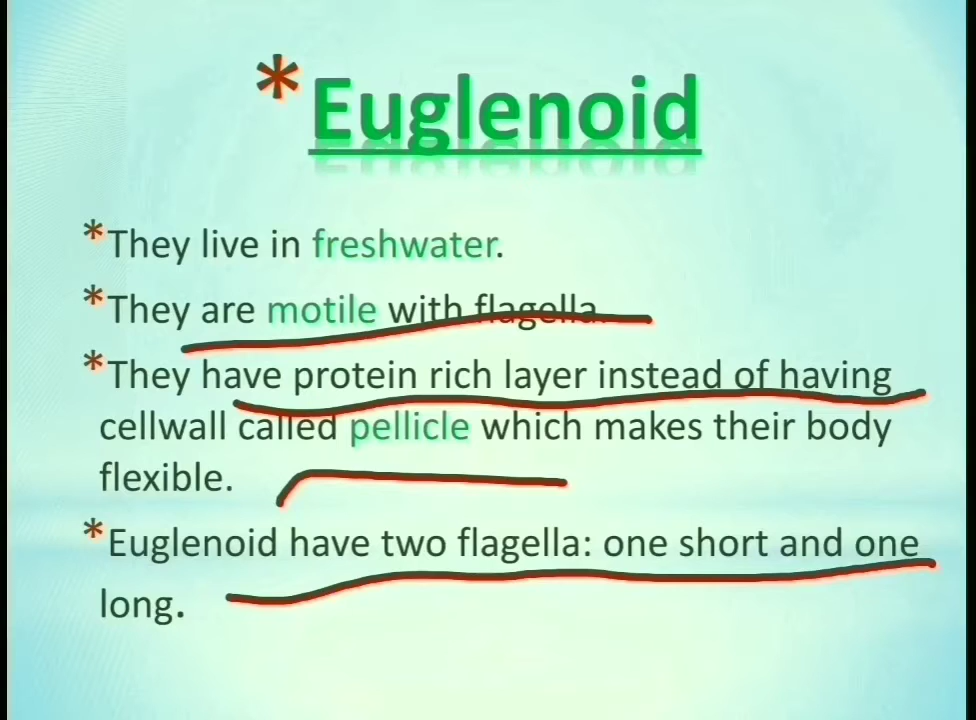 *Euglenoid
*They live in freshwater.
*They are motile with flagella.
*They have protein rich layer instead of having
cellwall called pellicle which makes their body
flexible.
*Euglenoid have two flagella: one short and one
long.